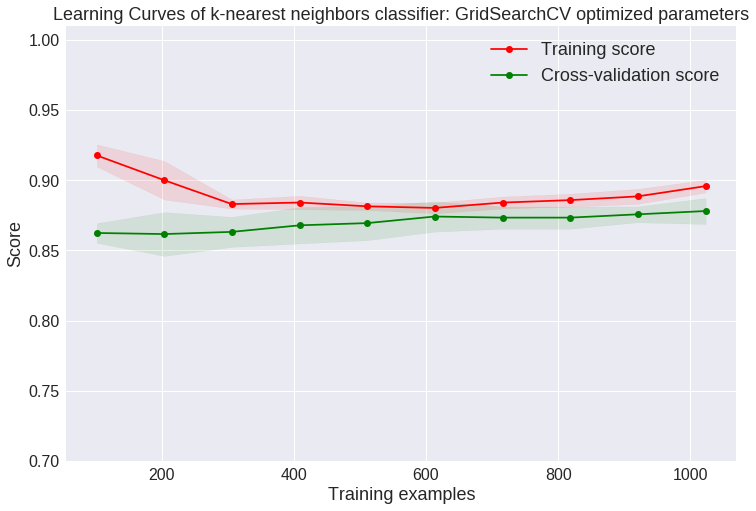 Learning Curves of k-nearest neighbors classifier: GridSearchCV optimized parameters
Training score
Cross-validation score
1.00
0.95
0.90
0.85
0.80
0.75
0.70
Score
200
400
600
800
1000
Training examples